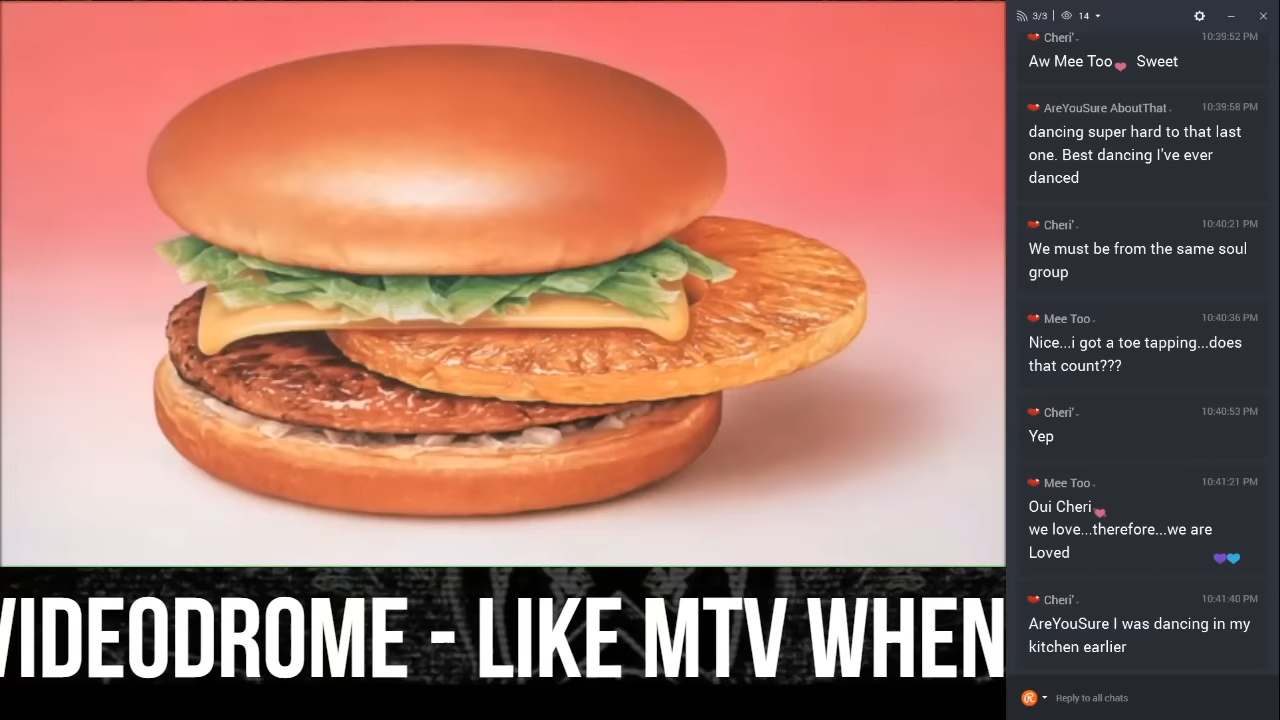 3/3 14
Cheri' 10:39:52 PM
Aw Mee Too Sweet
AreYouSure AboutThat 10:39:58 PM
dancing super hard to that last
one. Best dancing I've ever
danced
Cheri' 10:40:21 PM
We must be from the same soul
group
Mee Too 10:40:36 PM
Nice...i got a toe tapping...does
that count???
Cheri' 10:40:53 PM
Yep
Mee Too 10:41:21 PM
Oui Cheri
we love...therefore...we are
Loved
Cheri' 10:41:40 PM
AreYouSure I was dancing in my
kitchen earlier
Reply to all chats
VIDEODROME - LIKE MTV WHEN